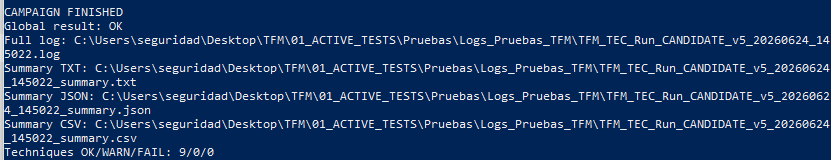 CAMPAIGN FINISHED
Global result: OK
Full log: C:\Users\seguridad\Desktop\TFM\01_ACTIVE_TESTS\Pruebas\Logs_Pruebas_TFM\TFM_TEC_Run_CANDIDATE_v5_20260624_14
5022.log
Summary TXT: C:\Users\seguridad\Desktop\TFM\01_ACTIVE_TESTS\Pruebas\Logs_Pruebas_TFM\TFM_TEC_Run_CANDIDATE_v5_20260624
_145022_summary.txt
Summary JSON: C:\Users\seguridad\Desktop\TFM\01_ACTIVE_TESTS\Pruebas\Logs_Pruebas_TFM\TFM_TEC_Run_CANDIDATE_v5_2026062
4_145022_summary.json
Summary CSV: C:\Users\seguridad\Desktop\TFM\01_ACTIVE_TESTS\Pruebas\Logs_Pruebas_TFM\TFM_TEC_Run_CANDIDATE_v5_20260624
_145022_summary.csv
Techniques OK/WARN/FAIL: 9/0/0